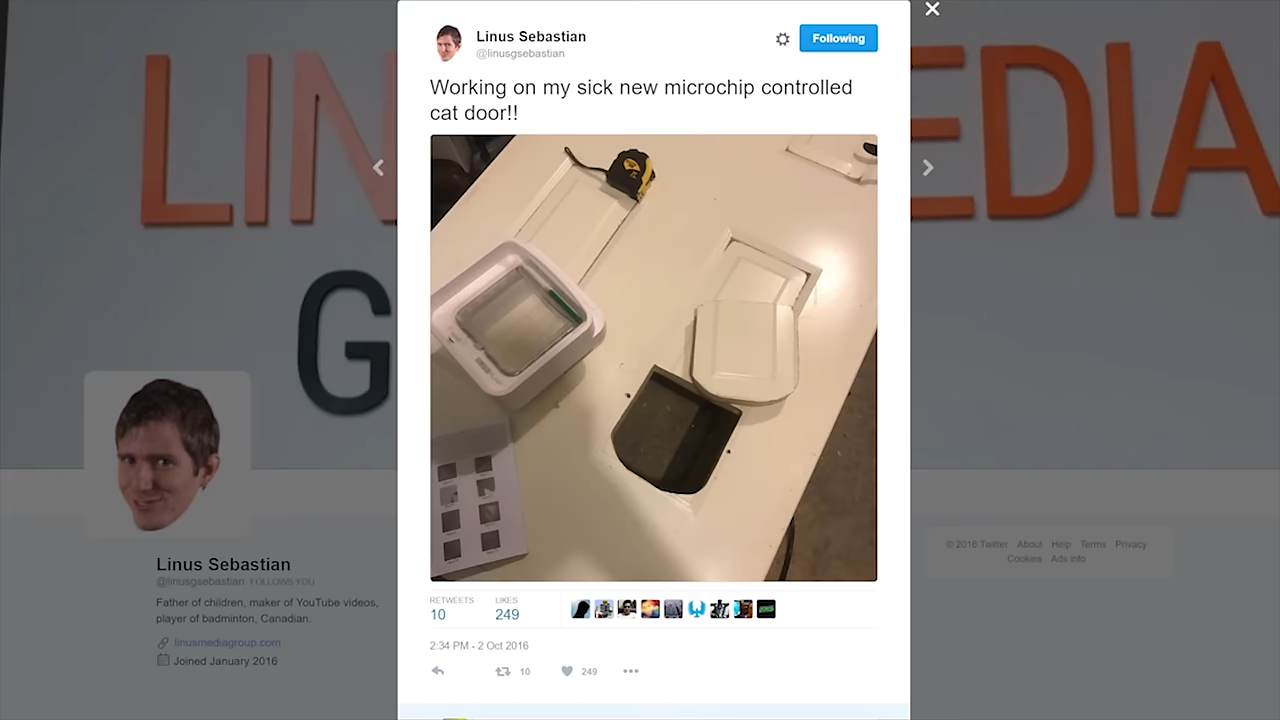 LIN
EDIA
G
Linus Sebastian
@linusgsebastian
Following
Working on my sick new microchip controlled
cat door!!
RETWEETS
LIKES
10
249
2:34 PM - 2 Oct 2016
10
249
Linus Sebastian
@linusgsebastian FOLLOWS YOU
Father of children, maker of YouTube videos,
player of badminton, Canadian.
linusmediagroup.com
Joined January 2016
© 2016 Twitter About Help Terms Privacy
Cookies Ads info